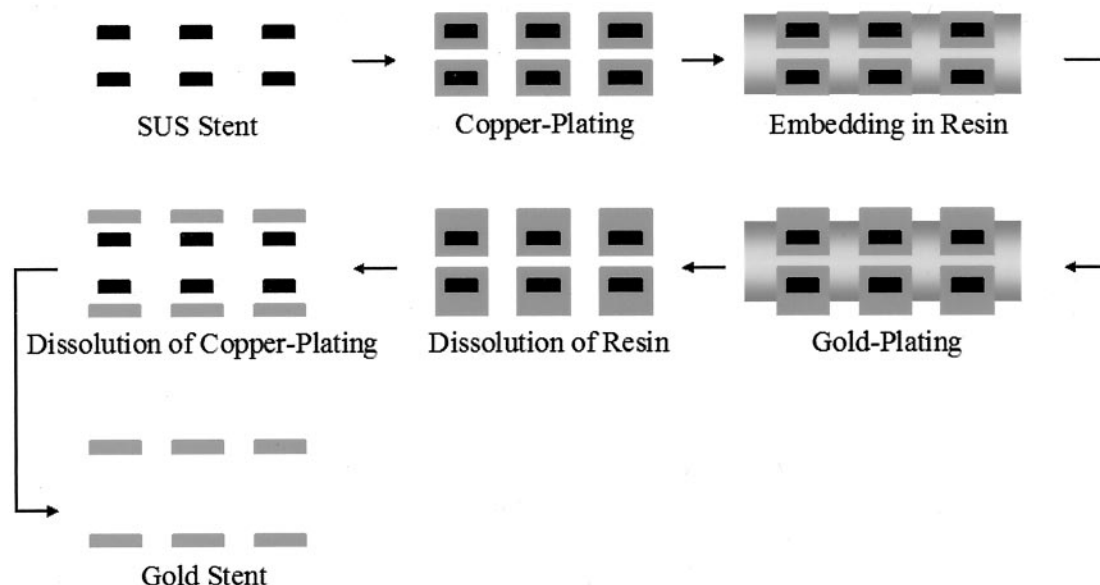 SUS Stent
Copper-Plating
Embedding in Resin
Gold-Plating
Dissolution of Resin
Dissolution of Copper-Plating
Gold Stent